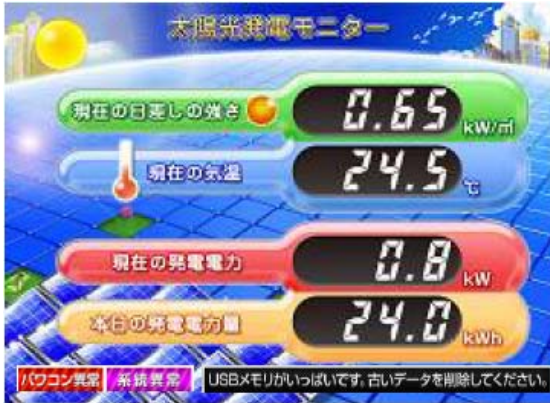 太陽光発電モニター
現在の日差しの強さ 0.65 kW/㎡
現在の気温 24.5 ℃
現在の発電電力 0.8 kW
本日の発電電力量 24.0 kWh
パワコン異常 系統異常 USBメモリがいっぱいです。古いデータを削除してください。